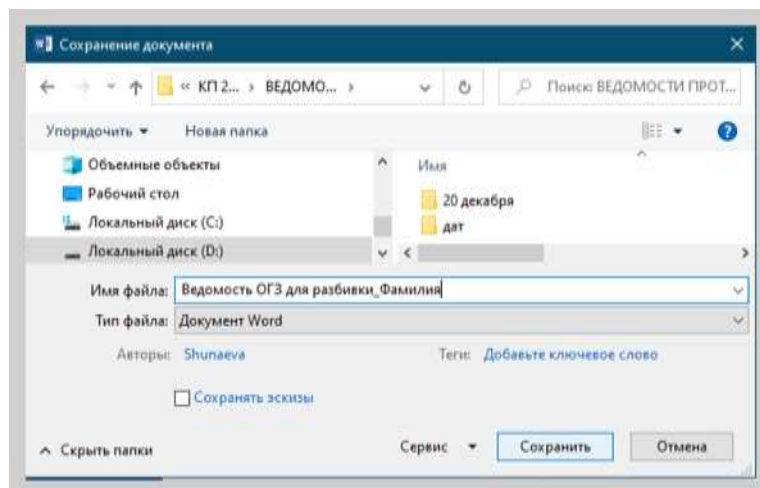 Сохранение документа
« КП 2... › ВЕДОМО... ›
Поиск: ВЕДОМОСТИ ПРОТ...
Упорядочить
Новая папка
Объемные объекты
Рабочий стол
Локальный диск (C:)
Локальный диск (D:)
Имя
20 декабря
дат
Имя файла: Ведомость ОГЗ для разбивки_Фамилия
Тип файла: Документ Word
Авторы: Shunaeva
Теги: Добавьте ключевое слово
Сохранять эскизы
Скрыть папки
Сервис
Сохранить
Отмена